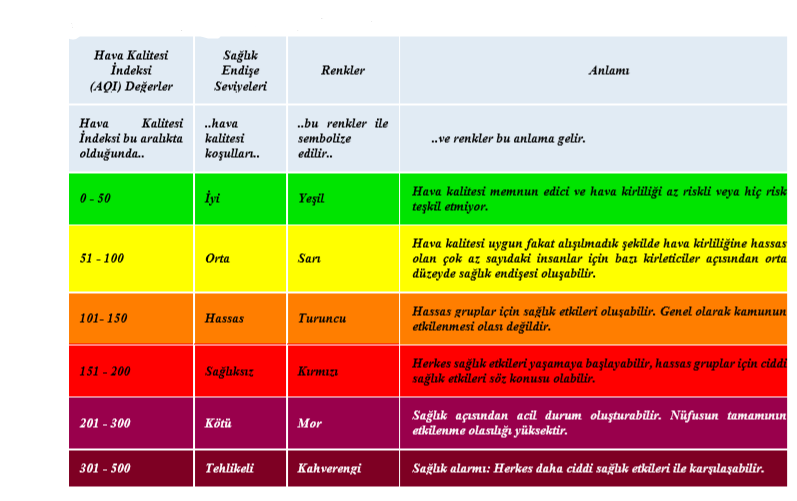 Hava Kalitesi
İndeksi
(AQI) Değerler
Sağlık
Endişe
Seviyeleri
Renkler
Anlamı
Hava Kalitesi
İndeksi bu aralıkta
olduğunda..
..hava
kalitesi
koşulları..
..bu renkler ile
sembolize
edilir..
..ve renkler bu anlama gelir.
0 - 50
İyi
Yeşil
Hava kalitesi memnun edici ve hava kirliliği az riskli veya hiç risk
teşkil etmiyor.
51 - 100
Orta
Sarı
Hava kalitesi uygun fakat alışılmadık şekilde hava kirliliğine hassas
olan çok az sayıdaki insanlar için bazı kirleticiler açısından orta
düzeyde sağlık endişesi oluşabilir.
101- 150
Hassas
Turuncu
Hassas gruplar için sağlık etkileri oluşabilir. Genel olarak kamunun
etkilenmesi olası değildir.
151 - 200
Sağlıksız
Kırmızı
Herkes sağlık etkileri yaşamaya başlayabilir, hassas gruplar için ciddi
sağlık etkileri söz konusu olabilir.
201 - 300
Kötü
Mor
Sağlık açısından acil durum oluşturabilir. Nüfusun tamamının
etkilenme olasılığı yüksektir.
301 - 500
Tehlikeli
Kahverengi
Sağlık alarmı: Herkes daha ciddi sağlık etkileri ile karşılaşabilir.